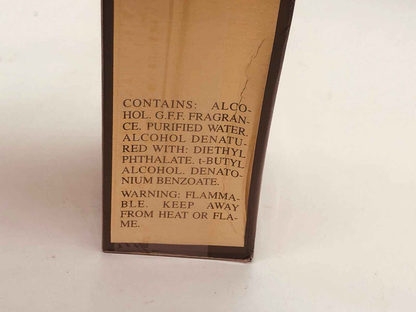 CONTAINS: ALCO-
HOL. G.F.F. FRAGRAN-
CE. PURIFIED WATER.
ALCOHOL DENATU-
RED WITH: DIETHYL
PHTHALATE. t-BUTYL
ALCOHOL. DENATO-
NIUM BENZOATE.
WARNING: FLAMMA-
BLE. KEEP AWAY
FROM HEAT OR FLA-
ME.